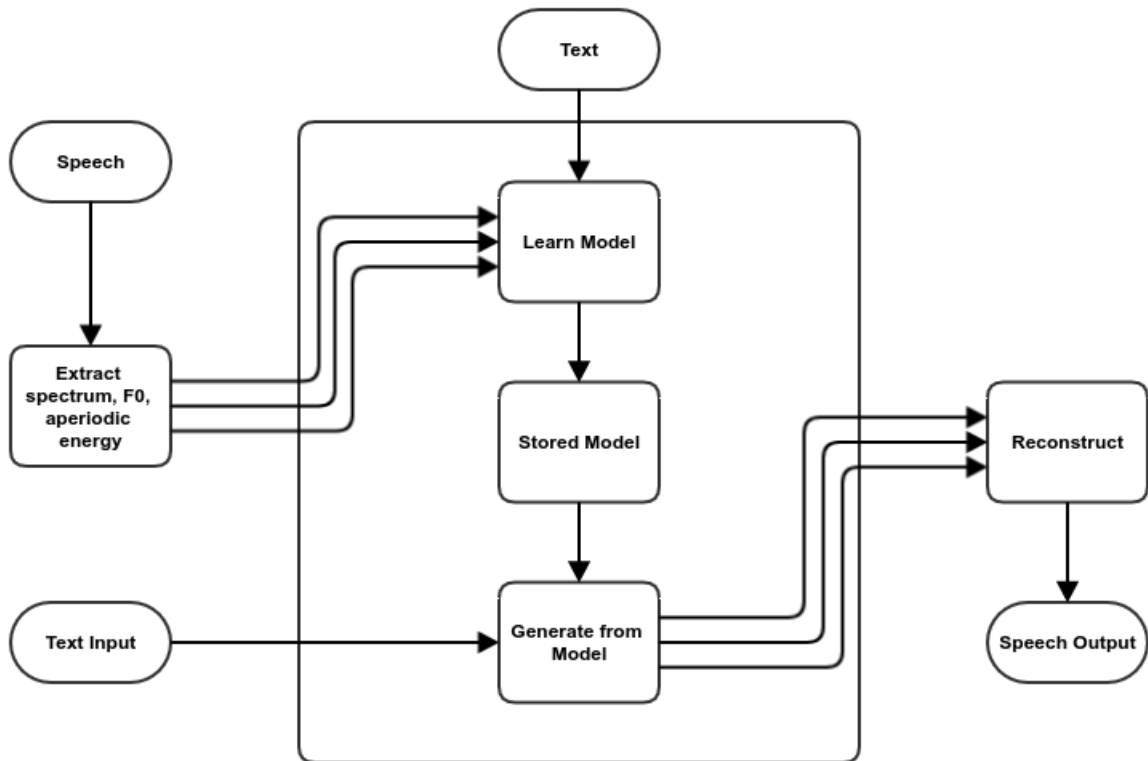 Text
Speech
Learn Model
Extract
spectrum, F0,
aperiodic
energy
Stored Model
Reconstruct
Text Input
Generate from
Model
Speech Output